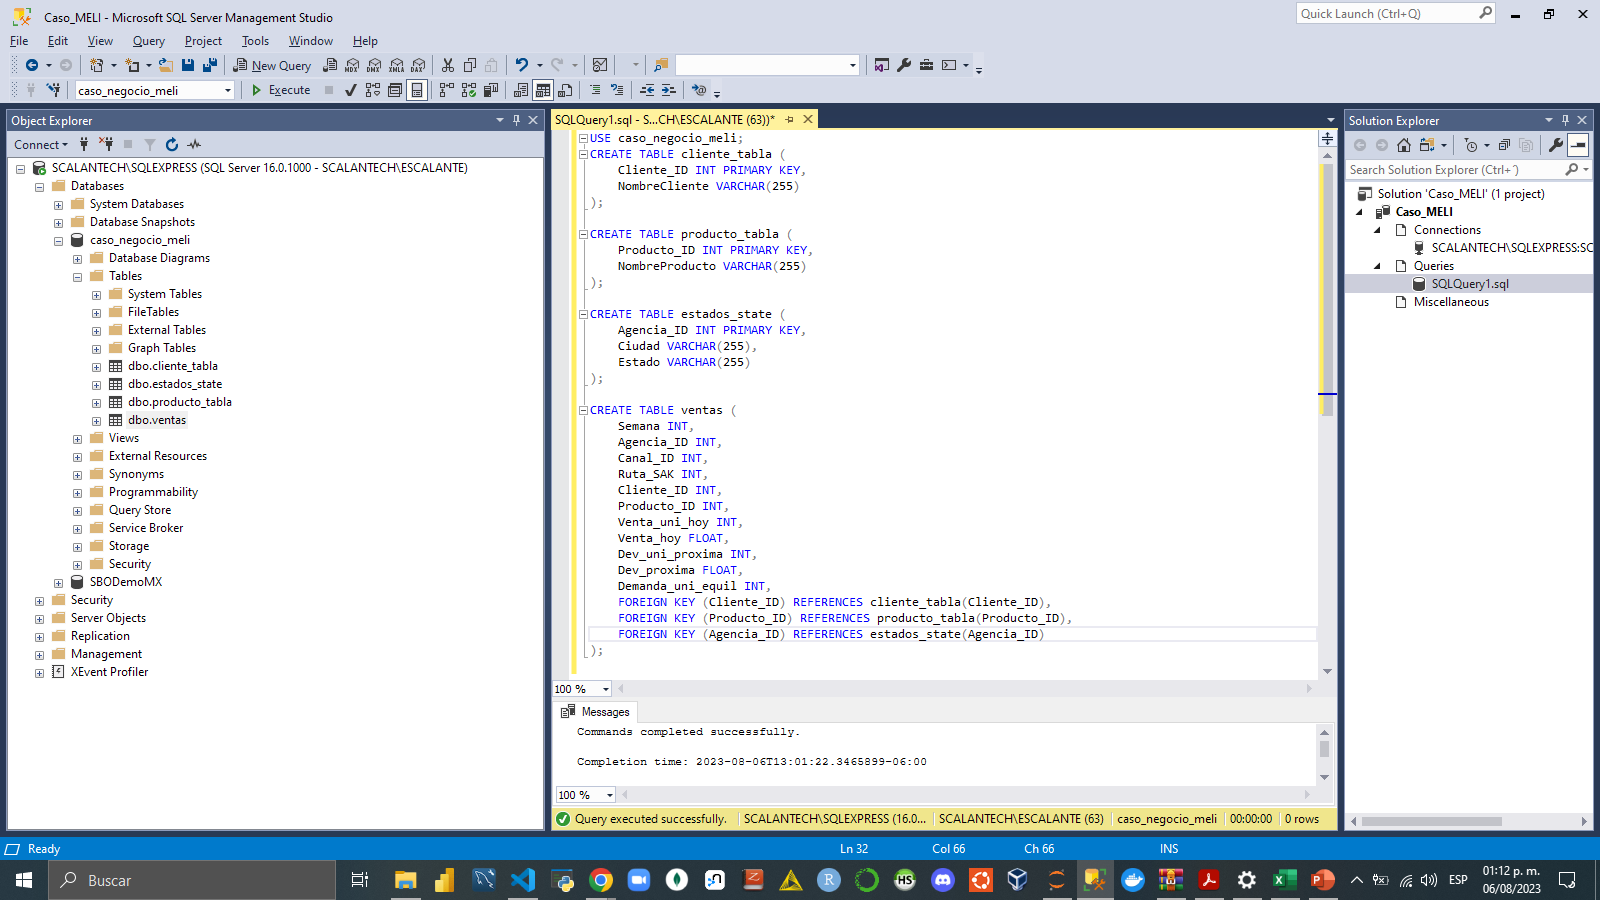 Caso_MELI - Microsoft SQL Server Management Studio
Quick Launch (Ctrl+Q)
File Edit View Query Project Tools Window Help
New Query
MDX DMX XMLA DAX
caso_negocio_meli
Execute
Object Explorer
Connect
SCALANTECH\SQLEXPRESS (SQL Server 16.0.1000 - SCALANTECH\ESCALANTE)
Databases
System Databases
Database Snapshots
caso_negocio_meli
Database Diagrams
Tables
System Tables
FileTables
External Tables
Graph Tables
dbo.cliente_tabla
dbo.estados_state
dbo.producto_tabla
dbo.ventas
Views
External Resources
Synonyms
Programmability
Query Store
Service Broker
Storage
Security
SBODemoMX
Security
Server Objects
Replication
Management
XEvent Profiler
SQLQuery1.sql - S...CH\ESCALANTE (63))*
USE caso_negocio_meli;
CREATE TABLE cliente_tabla (
Cliente_ID INT PRIMARY KEY,
NombreCliente VARCHAR(255)
);
CREATE TABLE producto_tabla (
Producto_ID INT PRIMARY KEY,
NombreProducto VARCHAR(255)
);
CREATE TABLE estados_state (
Agencia_ID INT PRIMARY KEY,
Ciudad VARCHAR(255),
Estado VARCHAR(255)
);
CREATE TABLE ventas (
Semana INT,
Agencia_ID INT,
Canal_ID INT,
Ruta_SAK INT,
Cliente_ID INT,
Producto_ID INT,
Venta_uni_hoy INT,
Venta_hoy FLOAT,
Dev_uni_proxima INT,
Dev_proxima FLOAT,
Demanda_uni_equil INT,
FOREIGN KEY (Cliente_ID) REFERENCES cliente_tabla(Cliente_ID),
FOREIGN KEY (Producto_ID) REFERENCES producto_tabla(Producto_ID),
FOREIGN KEY (Agencia_ID) REFERENCES estados_state(Agencia_ID)
);
100 %
Messages
Commands completed successfully.
Completion time: 2023-08-06T13:01:22.3465899-06:00
100 %
Query executed successfully. SCALANTECH\SQLEXPRESS (16.0... SCALANTECH\ESCALANTE (63) caso_negocio_meli 00:00:00 0 rows
Solution Explorer
Search Solution Explorer (Ctrl+´)
Solution 'Caso_MELI' (1 project)
Caso_MELI
Connections
SCALANTECH\SQLEXPRESS:SC
Queries
SQLQuery1.sql
Miscellaneous
Ready Ln 32 Col 66 Ch 66 INS
Buscar
R
HS
ESP
01:12 p. m.
06/08/2023